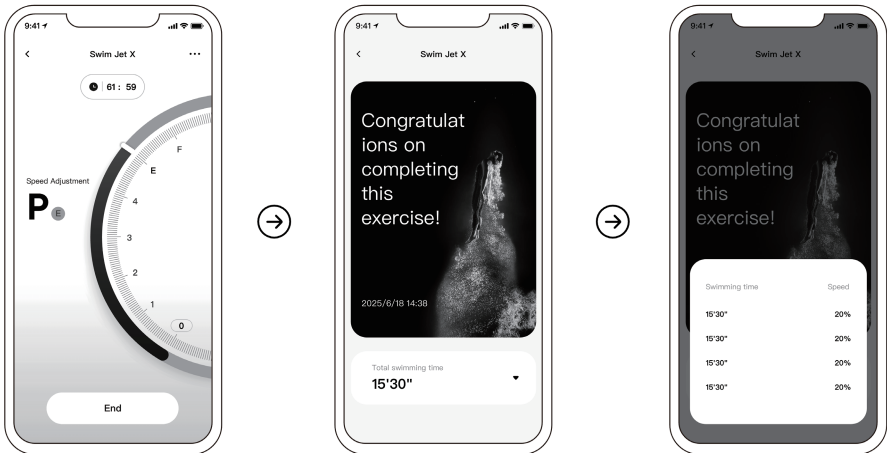 9:41
Swim Jet X
61 : 59
F
E
Speed Adjustment
P E
4
3
2
1
0
End
9:41
Swim Jet X
Congratulat
ions on
completing
this
exercise!
2025/6/18 14:38
Total swimming time
15'30"
9:41
Swim Jet X
Congratulat
ions on
completing
this
exercise!
Swimming time Speed
15'30" 20%
15'30" 20%
15'30" 20%
15'30" 20%